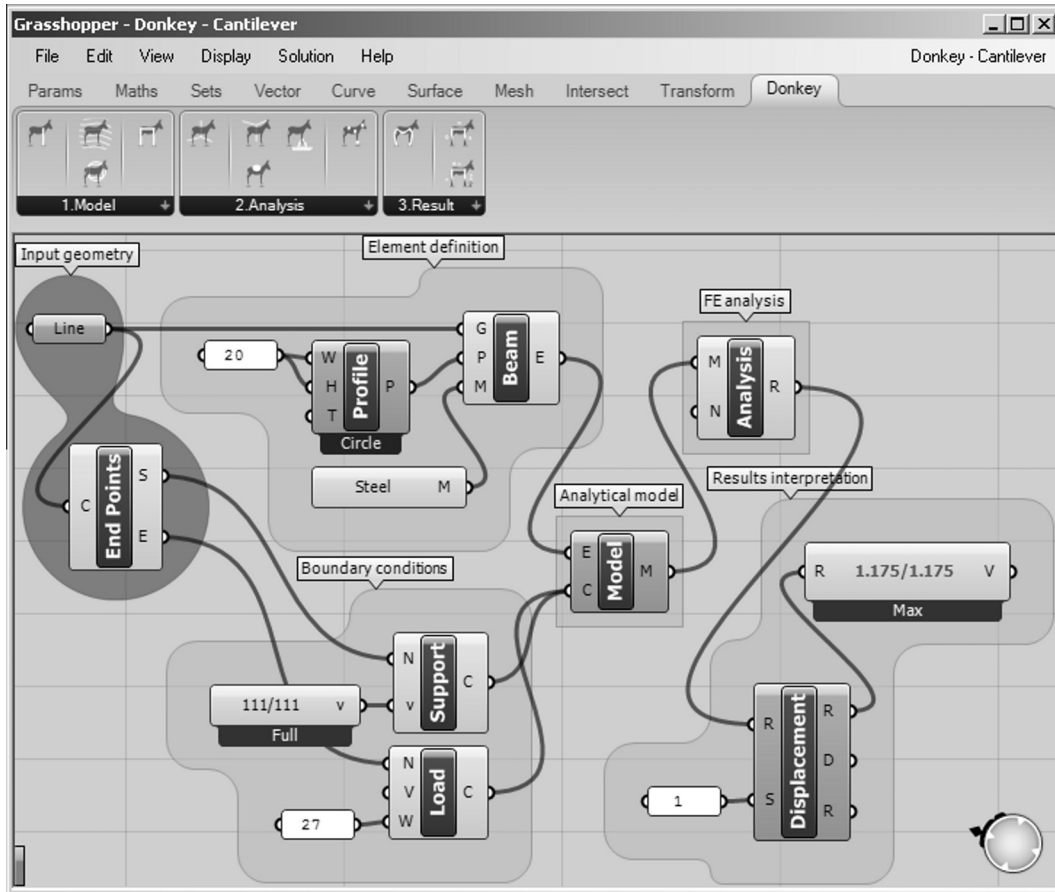 Grasshopper - Donkey - Cantilever
File Edit View Display Solution Help Donkey - Cantilever
Params Maths Sets Vector Curve Surface Mesh Intersect Transform Donkey
1.Model 2.Analysis 3.Result
Input geometry
Element definition
FE analysis
Line
20
W
H
T
Profile
P
Circle
G
P
M
Beam
E
M
N
Analysis
R
Steel M
C
End Points
S
E
Analytical model
E
C
Model
M
Results interpretation
R 1.175/1.175 V
Max
Boundary conditions
N
v
Support
C
111/111 v
Full
N
V
W
Load
C
27
1
R
S
Displacement
R
D
R